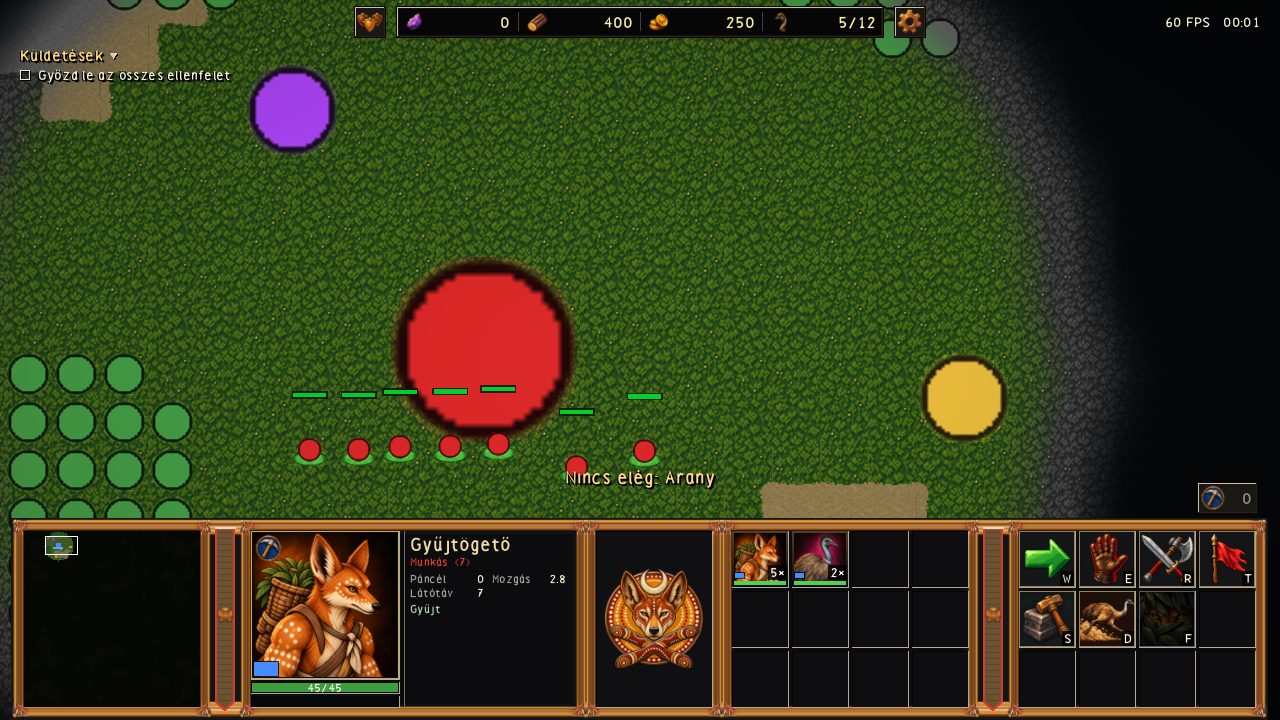 0
400
250
5/12
60 FPS 00:01
Küldetések
Győzd le az összes ellenfelet
Nincs elég: Arany
0
Gyűjtögető
Munkás (7)
Páncél 0 Mozgás 2.8
Látótáv 7
Gyűjt
45/45
5×
2×
W
E
R
T
S
D
F